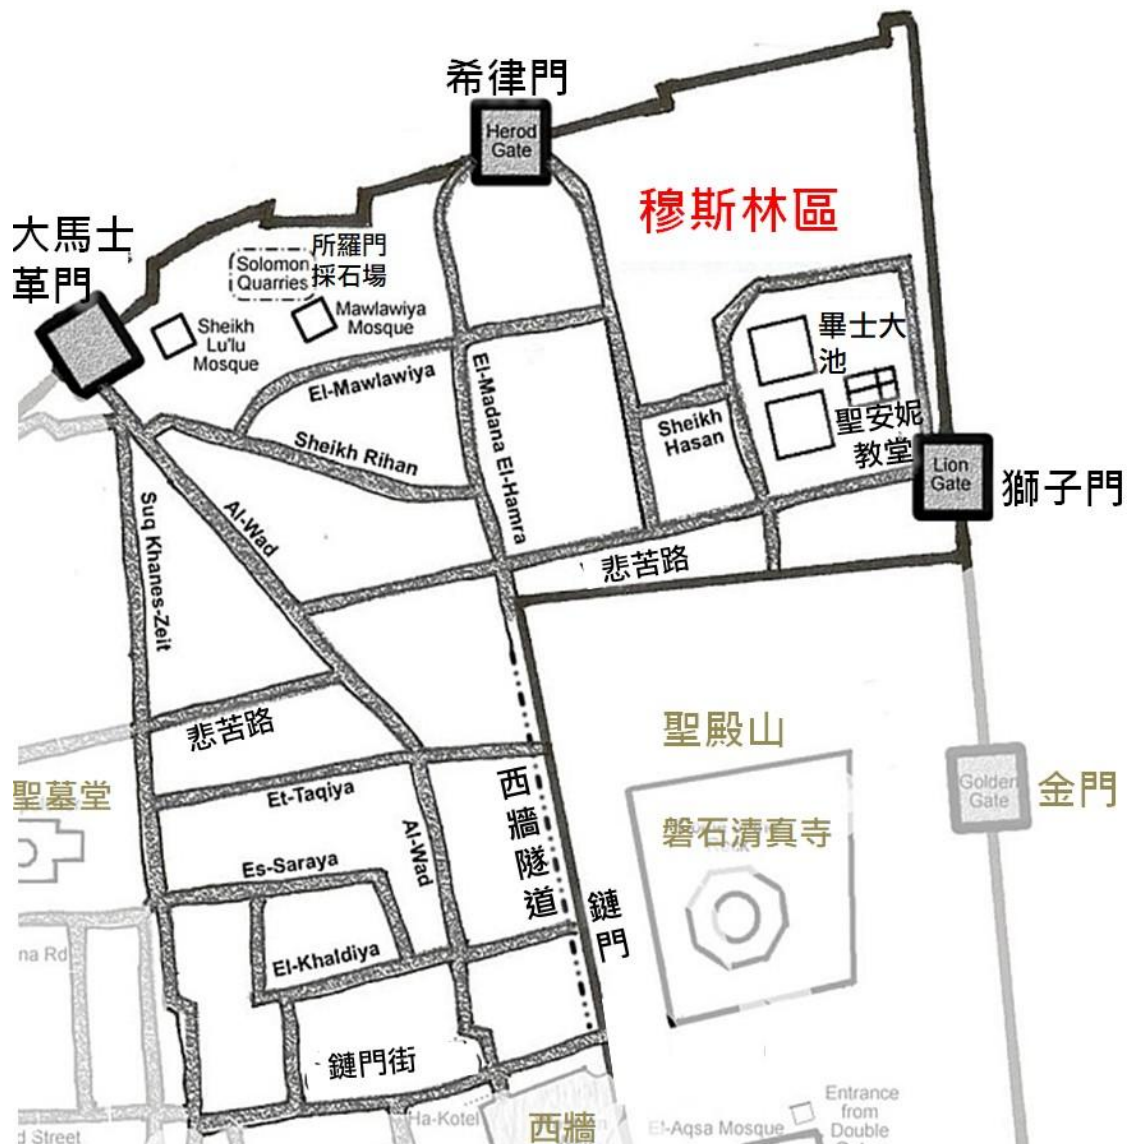 希律門
Herod
Gate
穆斯林區
大馬士
革門
所羅門
採石場
Solomon
Quarries
Mawlawiya
Mosque
Sheikh
Lu'lu
Mosque
畢士大
池
El-Mawlawiya
El-Madana El-Hamra
Sheikh
Hasan
聖安妮
教堂
Sheikh Rihan
Lion
Gate
獅子門
Suq Khanes-Zeit
Al-Wad
悲苦路
悲苦路
聖殿山
Golden
Gate
金門
聖墓堂
Et-Taqiya
西牆隧道
磐石清真寺
Al-Wad
Es-Saraya
鏈門
El-Khaldiya
na Rd
鏈門街
Ha-Kotel
西牆
El-Aqsa Mosque
Entrance
from
Double
d Street